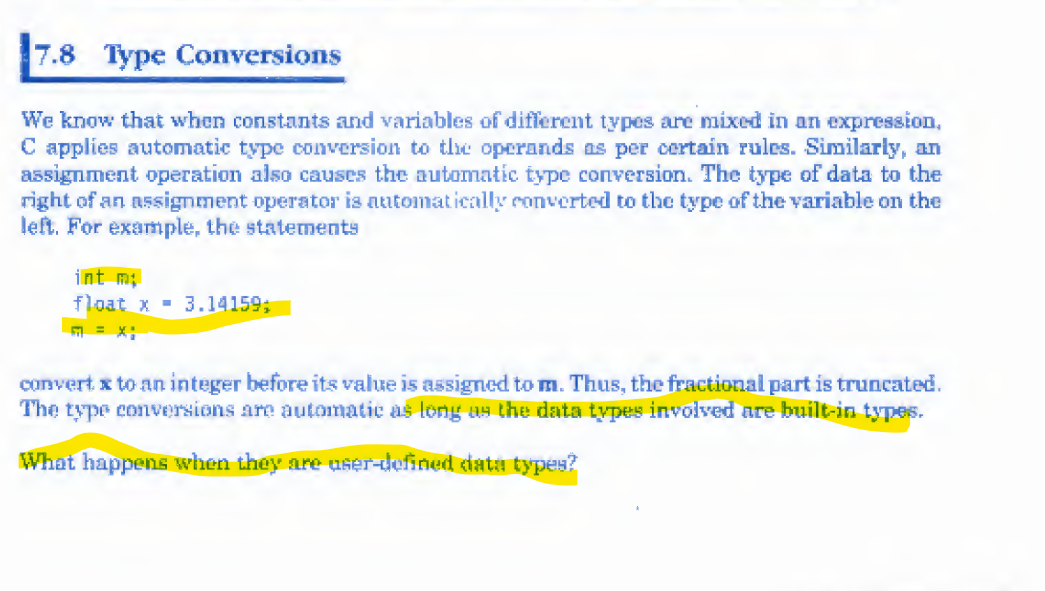 7.8 Type Conversions
We know that when constants and variables of different types are mixed in an expression,
C applies automatic type conversion to the operands as per certain rules. Similarly, an
assignment operation also causes the automatic type conversion. The type of data to the
right of an assignment operator is automatically converted to the type of the variable on the
left. For example, the statements
int m;
float x = 3.14159;
m = x;
convert x to an integer before its value is assigned to m. Thus, the fractional part is truncated.
The type conversions are automatic as long as the data types involved are built-in types.
What happens when they are user-defined data types?